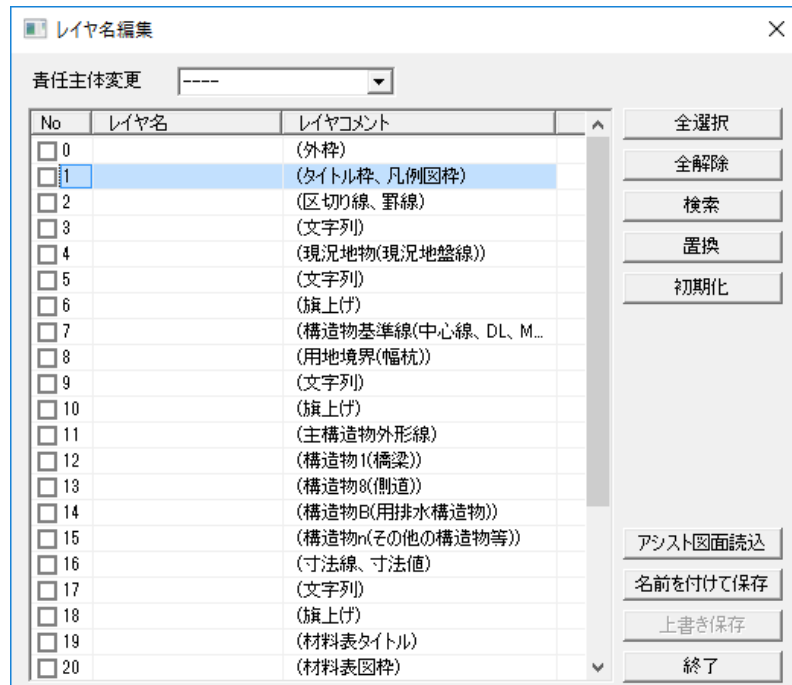 レイヤ名編集
責任主体変更 ----
No レイヤ名 レイヤコメント
0 (外枠)
1 (タイトル枠、凡例図枠)
2 (区切り線、罫線)
3 (文字列)
4 (現況地物(現況地盤線))
5 (文字列)
6 (旗上げ)
7 (構造物基準線(中心線、DL、M...
8 (用地境界(幅杭))
9 (文字列)
10 (旗上げ)
11 (主構造物外形線)
12 (構造物1(橋梁))
13 (構造物8(側道))
14 (構造物B(用排水構造物))
15 (構造物n(その他の構造物等))
16 (寸法線、寸法値)
17 (文字列)
18 (旗上げ)
19 (材料表タイトル)
20 (材料表図枠)
全選択
全解除
検索
置換
初期化
アシスト図面読込
名前を付けて保存
上書き保存
終了